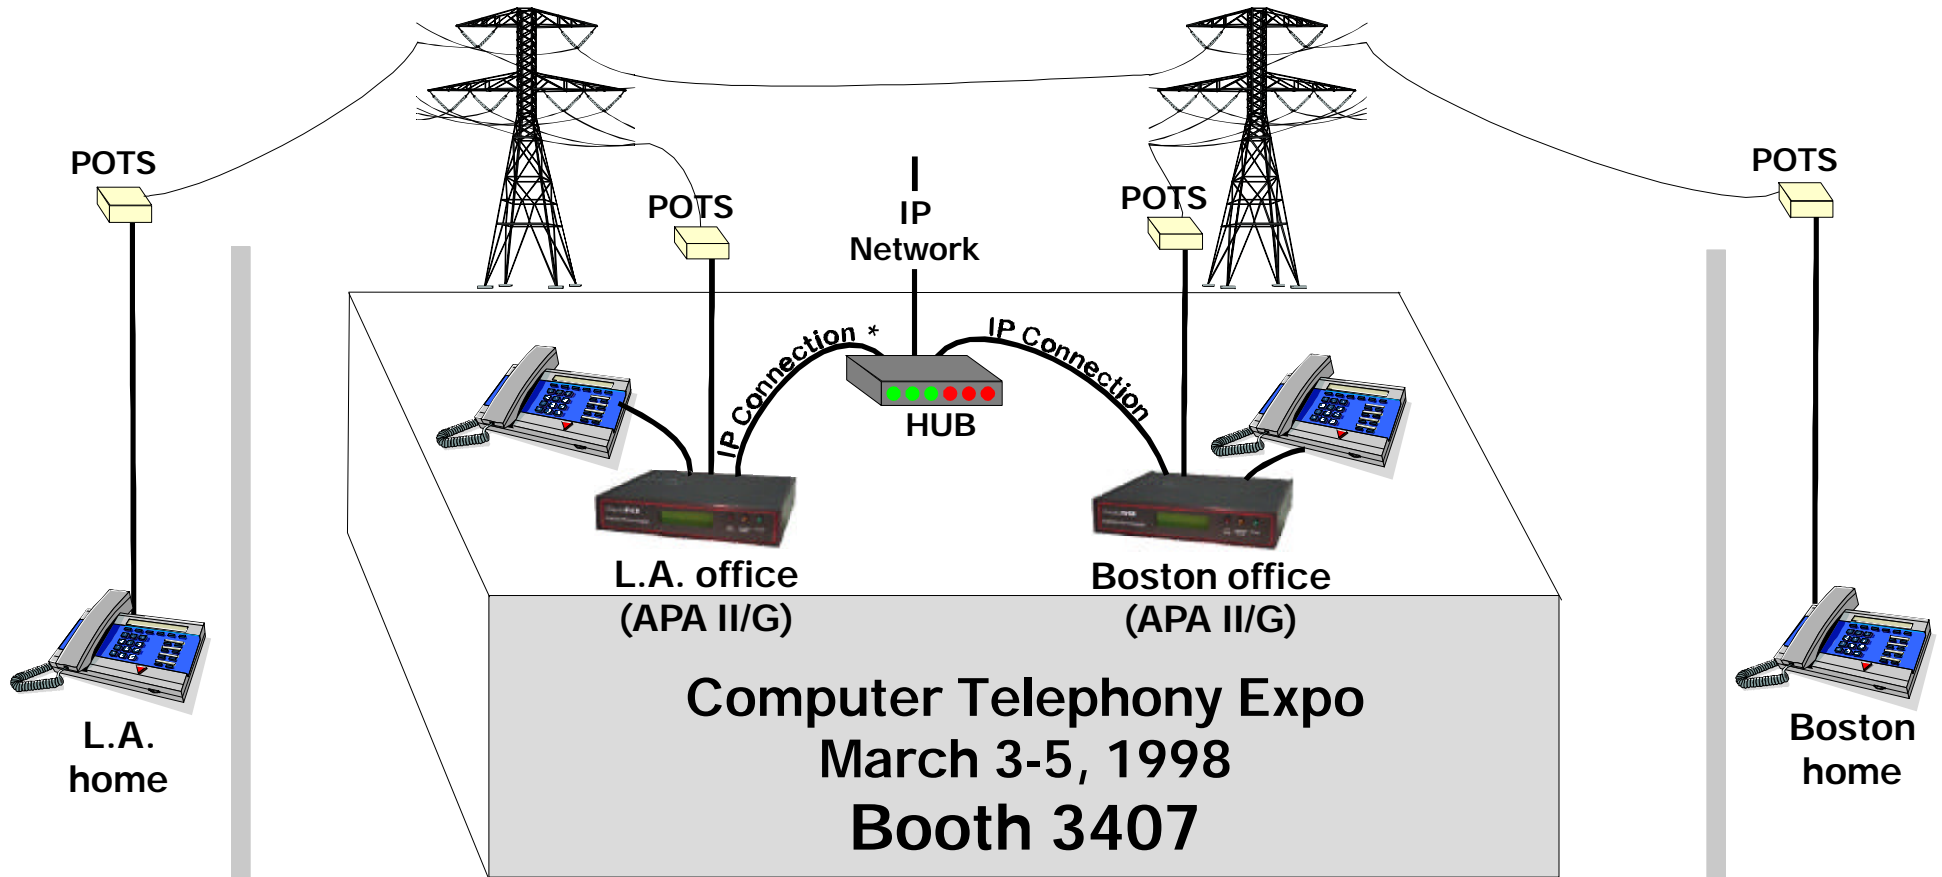 POTS
POTS
POTS
POTS
IP
Network
IP Connection *
IP Connection
HUB
L.A. office
(APA II/G)
Boston office
(APA II/G)
L.A.
home
Boston
home
Computer Telephony Expo
March 3-5, 1998
Booth 3407